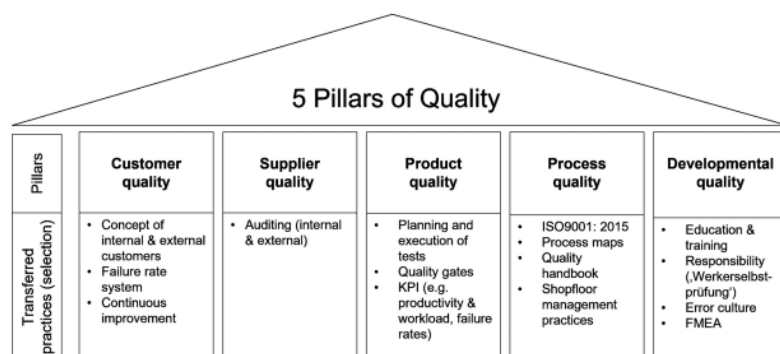 5 Pillars of Quality
Pillars
Customer
quality
Supplier
quality
Product
quality
Process
quality
Developmental
quality
Transferred
practices (selection)
• Concept of
internal & external
customers
• Failure rate
system
• Continuous
improvement
• Auditing (internal
& external)
• Planning and
execution of
tests
• Quality gates
• KPI (e.g.
productivity &
workload, failure
rates)
• ISO9001: 2015
• Process maps
• Quality
handbook
• Shopfloor
management
practices
• Education &
training
• Responsibility
(‚Werkerselbst-
prüfung‘)
• Error culture
• FMEA